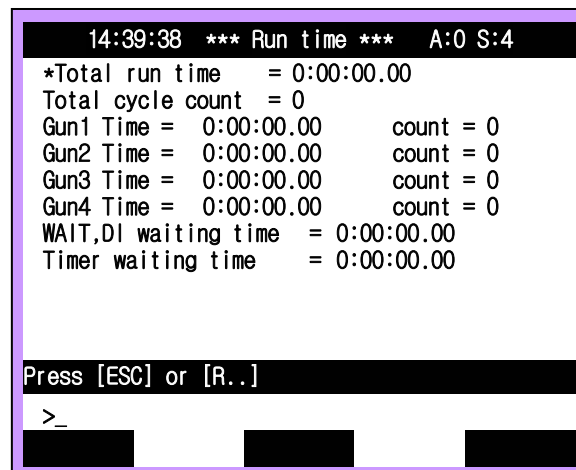 14:39:38 *** Run time *** A:0 S:4
*Total run time = 0:00:00.00
Total cycle count = 0
Gun1 Time = 0:00:00.00 count = 0
Gun2 Time = 0:00:00.00 count = 0
Gun3 Time = 0:00:00.00 count = 0
Gun4 Time = 0:00:00.00 count = 0
WAIT,DI waiting time = 0:00:00.00
Timer waiting time = 0:00:00.00
Press [ESC] or [R..]
>_